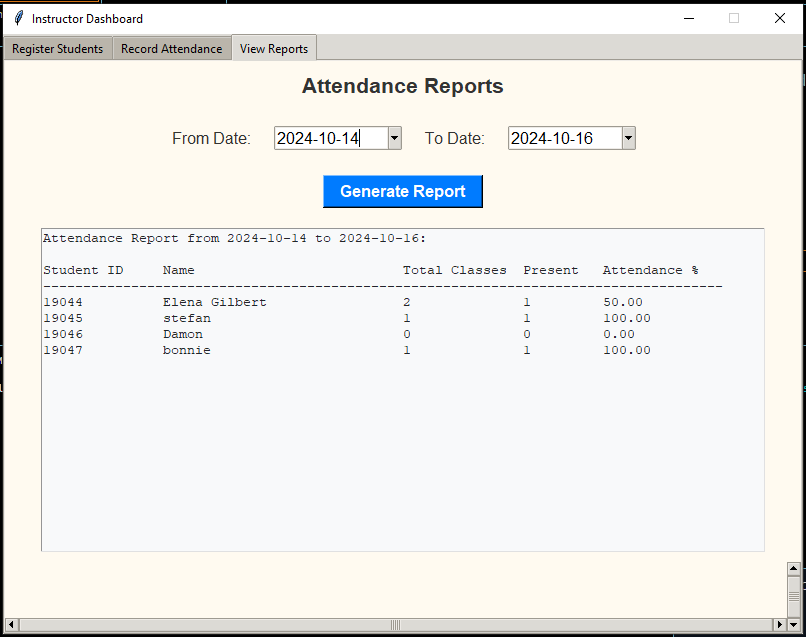 Instructor Dashboard
Register Students Record Attendance View Reports
Attendance Reports
From Date: 2024-10-14 To Date: 2024-10-16
Generate Report
Attendance Report from 2024-10-14 to 2024-10-16:
Student ID Name Total Classes Present Attendance %
-------------------------------------------------------------------------------------
19044 Elena Gilbert 2 1 50.00
19045 stefan 1 1 100.00
19046 Damon 0 0 0.00
19047 bonnie 1 1 100.00